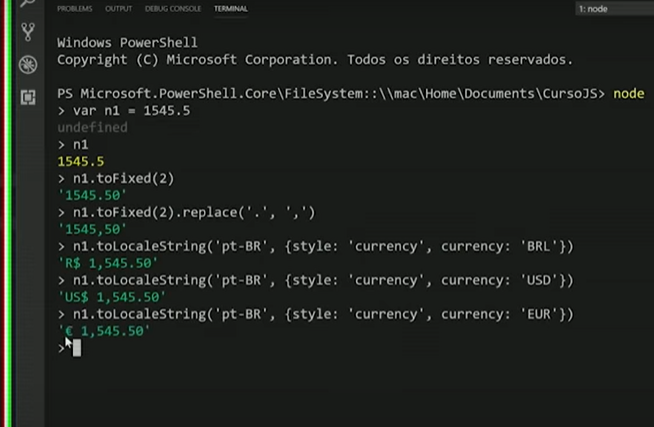 PROBLEMS OUTPUT DEBUG CONSOLE TERMINAL 1: node
Windows PowerShell
Copyright (C) Microsoft Corporation. Todos os direitos reservados.
PS Microsoft.PowerShell.Core\FileSystem::\\mac\Home\Documents\CursoJS> node
> var n1 = 1545.5
undefined
> n1
1545.5
> n1.toFixed(2)
'1545.50'
> n1.toFixed(2).replace('.', ',')
'1545,50'
> n1.toLocaleString('pt-BR', {style: 'currency', currency: 'BRL'})
'R$ 1,545.50'
> n1.toLocaleString('pt-BR', {style: 'currency', currency: 'USD'})
'US$ 1,545.50'
> n1.toLocaleString('pt-BR', {style: 'currency', currency: 'EUR'})
'€ 1,545.50'
>